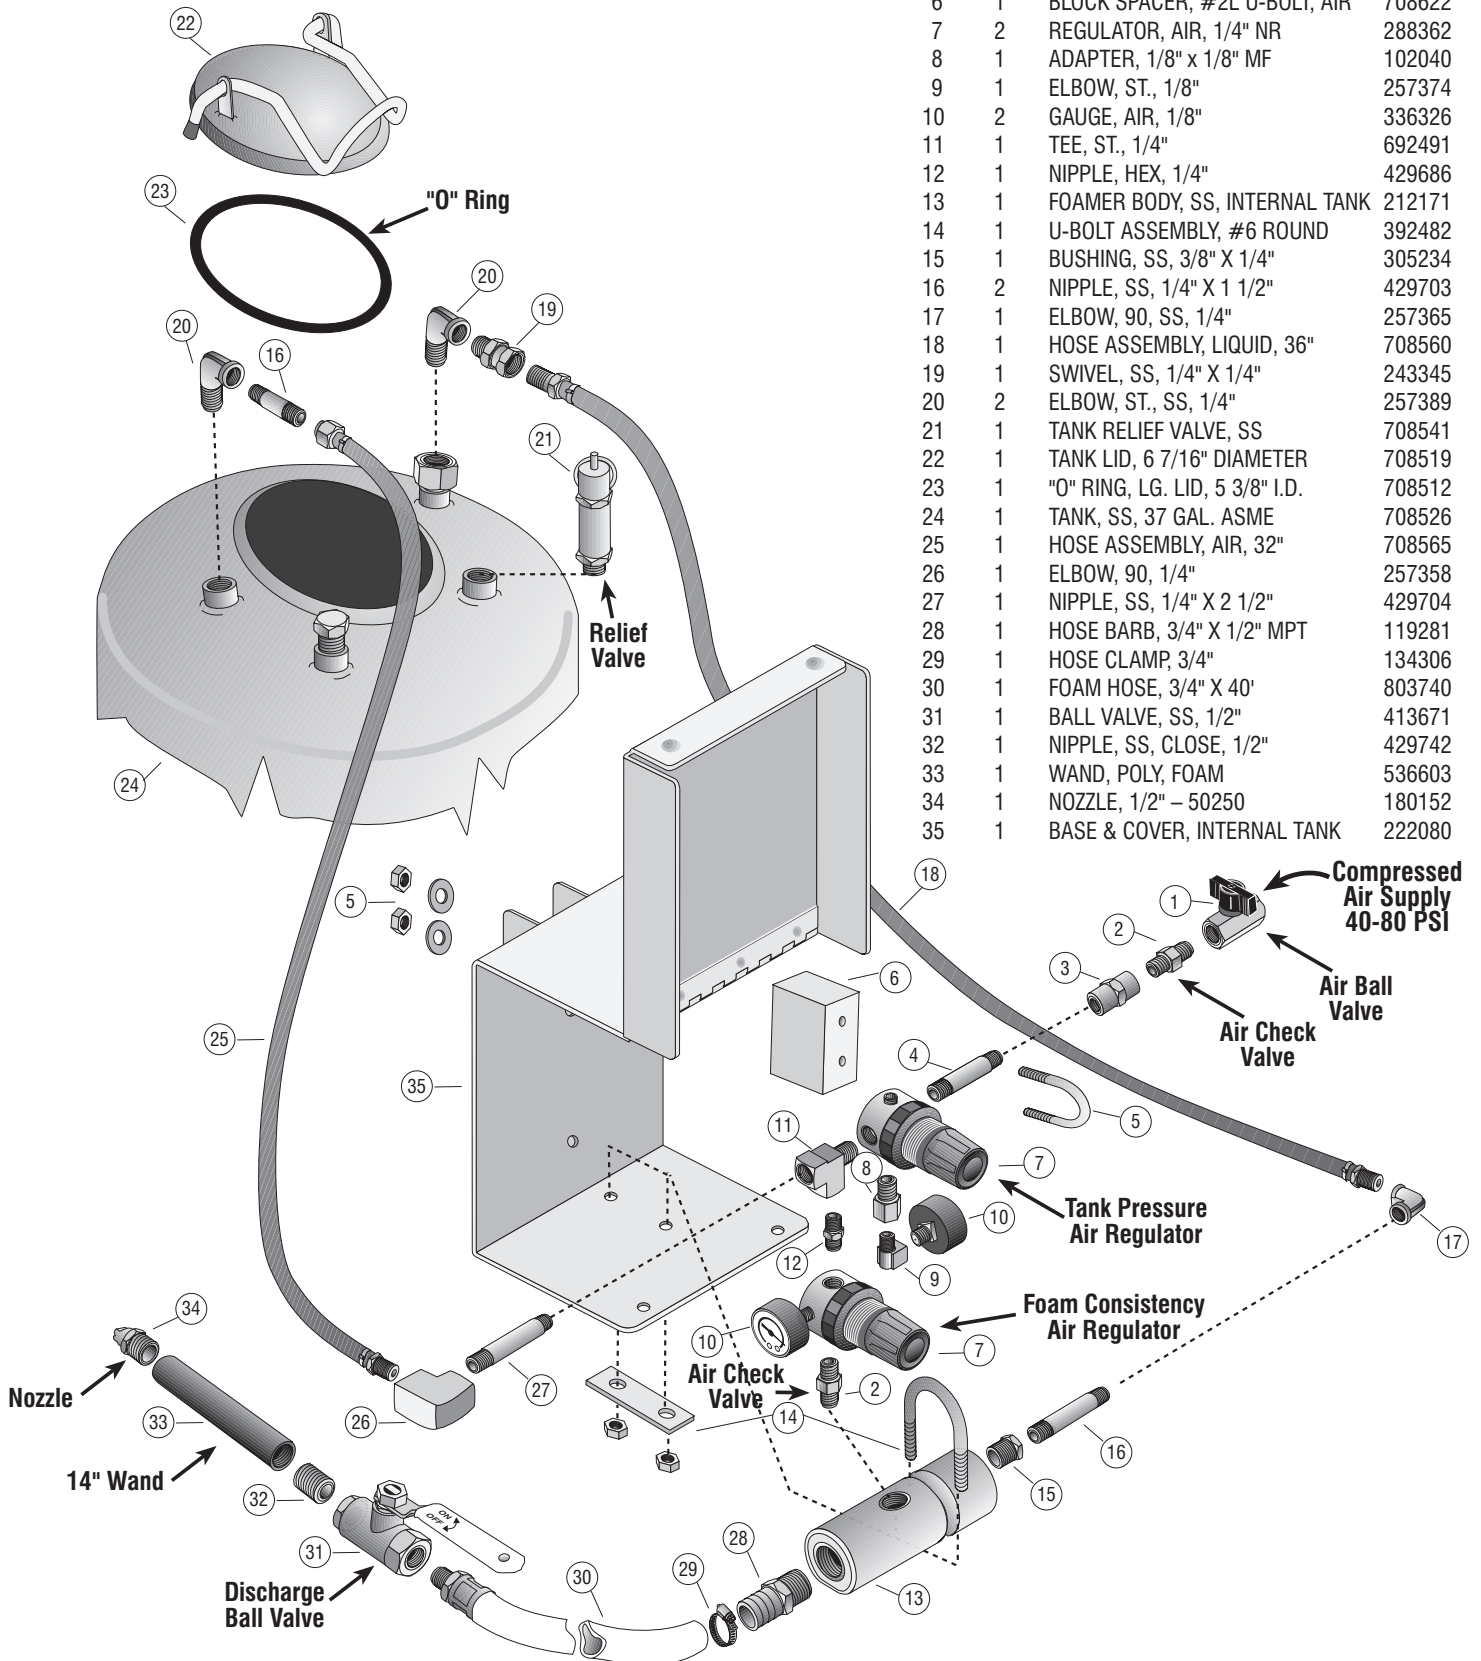 6 1 BLOCK SPACER, #2L U-BOLT, AIR 708622
7 2 REGULATOR, AIR, 1/4" NR 288362
8 1 ADAPTER, 1/8" x 1/8" MF 102040
9 1 ELBOW, ST., 1/8" 257374
10 2 GAUGE, AIR, 1/8" 336326
11 1 TEE, ST., 1/4" 692491
12 1 NIPPLE, HEX, 1/4" 429686
13 1 FOAMER BODY, SS, INTERNAL TANK 212171
14 1 U-BOLT ASSEMBLY, #6 ROUND 392482
15 1 BUSHING, SS, 3/8" X 1/4" 305234
16 2 NIPPLE, SS, 1/4" X 1 1/2" 429703
17 1 ELBOW, 90, SS, 1/4" 257365
18 1 HOSE ASSEMBLY, LIQUID, 36" 708560
19 1 SWIVEL, SS, 1/4" X 1/4" 243345
20 2 ELBOW, ST., SS, 1/4" 257389
21 1 TANK RELIEF VALVE, SS 708541
22 1 TANK LID, 6 7/16" DIAMETER 708519
23 1 "O" RING, LG. LID, 5 3/8" I.D. 708512
24 1 TANK, SS, 37 GAL. ASME 708526
25 1 HOSE ASSEMBLY, AIR, 32" 708565
26 1 ELBOW, 90, 1/4" 257358
27 1 NIPPLE, SS, 1/4" X 2 1/2" 429704
28 1 HOSE BARB, 3/4" X 1/2" MPT 119281
29 1 HOSE CLAMP, 3/4" 134306
30 1 FOAM HOSE, 3/4" X 40' 803740
31 1 BALL VALVE, SS, 1/2" 413671
32 1 NIPPLE, SS, CLOSE, 1/2" 429742
33 1 WAND, POLY, FOAM 536603
34 1 NOZZLE, 1/2" – 50250 180152
35 1 BASE & COVER, INTERNAL TANK 222080
22
23
"O" Ring
20
20
19
16
21
Relief
Valve
24
5
18
1
Compressed
Air Supply
40-80 PSI
2
3
6
Air Ball
Valve
Air Check
Valve
25
4
35
5
11
8
7
10
Tank Pressure
Air Regulator
17
12
9
34
Foam Consistency
Air Regulator
10
7
Air Check
Valve
2
Nozzle
27
26
14
33
16
14" Wand
15
32
ON
OFF
31
28
Discharge
Ball Valve
30
29
13